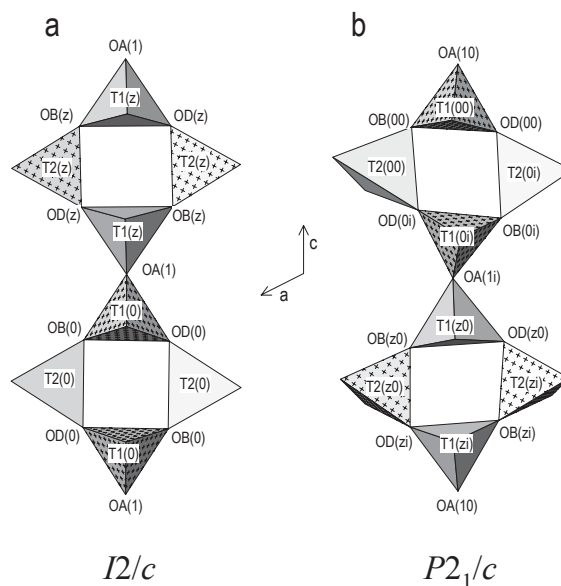 a
OA(1)
T1(z)
OB(z)
OD(z)
T2(z)
T2(z)
OD(z)
OB(z)
T1(z)
OA(1)
T1(0)
OB(0)
OD(0)
T2(0)
T2(0)
OD(0)
OB(0)
T1(0)
OA(1)
I2/c
c
a
b
OA(10)
T1(00)
OB(00)
OD(00)
T2(00)
T2(0i)
OD(0i)
OB(0i)
T1(0i)
OA(1i)
T1(z0)
OB(z0)
OD(z0)
T2(z0)
T2(zi)
OD(zi)
OB(zi)
T1(zi)
OA(10)
P2₁/c